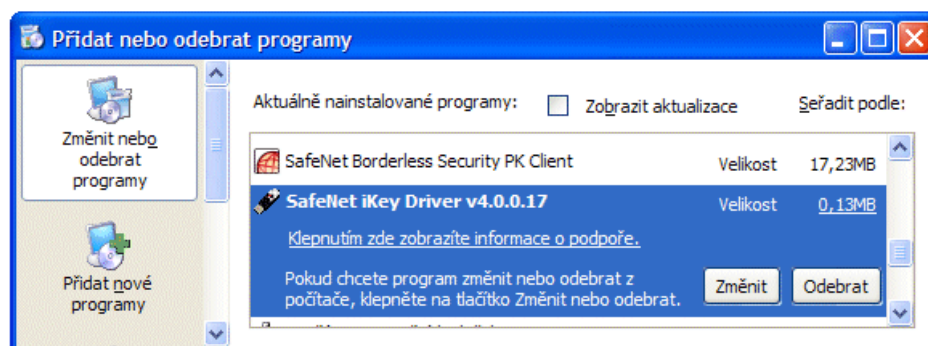 Přidat nebo odebrat programy
Změnit nebo
odebrat
programy
Přidat nové
programy
Aktuálně nainstalované programy:
Zobrazit aktualizace
Seřadit podle:
SafeNet Borderless Security PK Client
Velikost
17,23MB
SafeNet iKey Driver v4.0.0.17
Velikost
0,13MB
Klepnutím zde zobrazíte informace o podpoře.
Pokud chcete program změnit nebo odebrat z
počítače, klepněte na tlačítko Změnit nebo odebrat.
Změnit
Odebrat